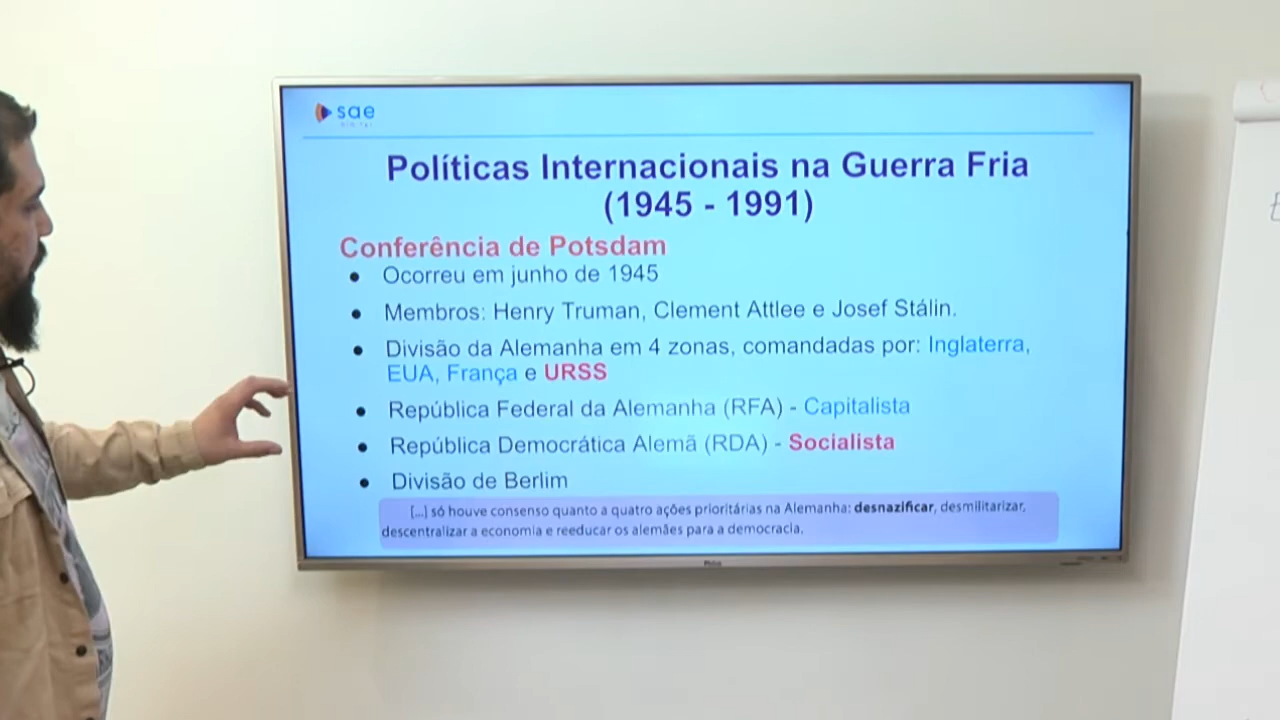 sae
Políticas Internacionais na Guerra Fria
(1945 - 1991)
Conferência de Potsdam
● Ocorreu em junho de 1945
● Membros: Henry Truman, Clement Attlee e Josef Stálin.
● Divisão da Alemanha em 4 zonas, comandadas por: Inglaterra,
EUA, França e URSS
● República Federal da Alemanha (RFA) - Capitalista
● República Democrática Alemã (RDA) - Socialista
● Divisão de Berlim
[...] só houve consenso quanto a quatro ações prioritárias na Alemanha: desnazificar, desmilitarizar,
descentralizar a economia e reeducar os alemães para a democracia.